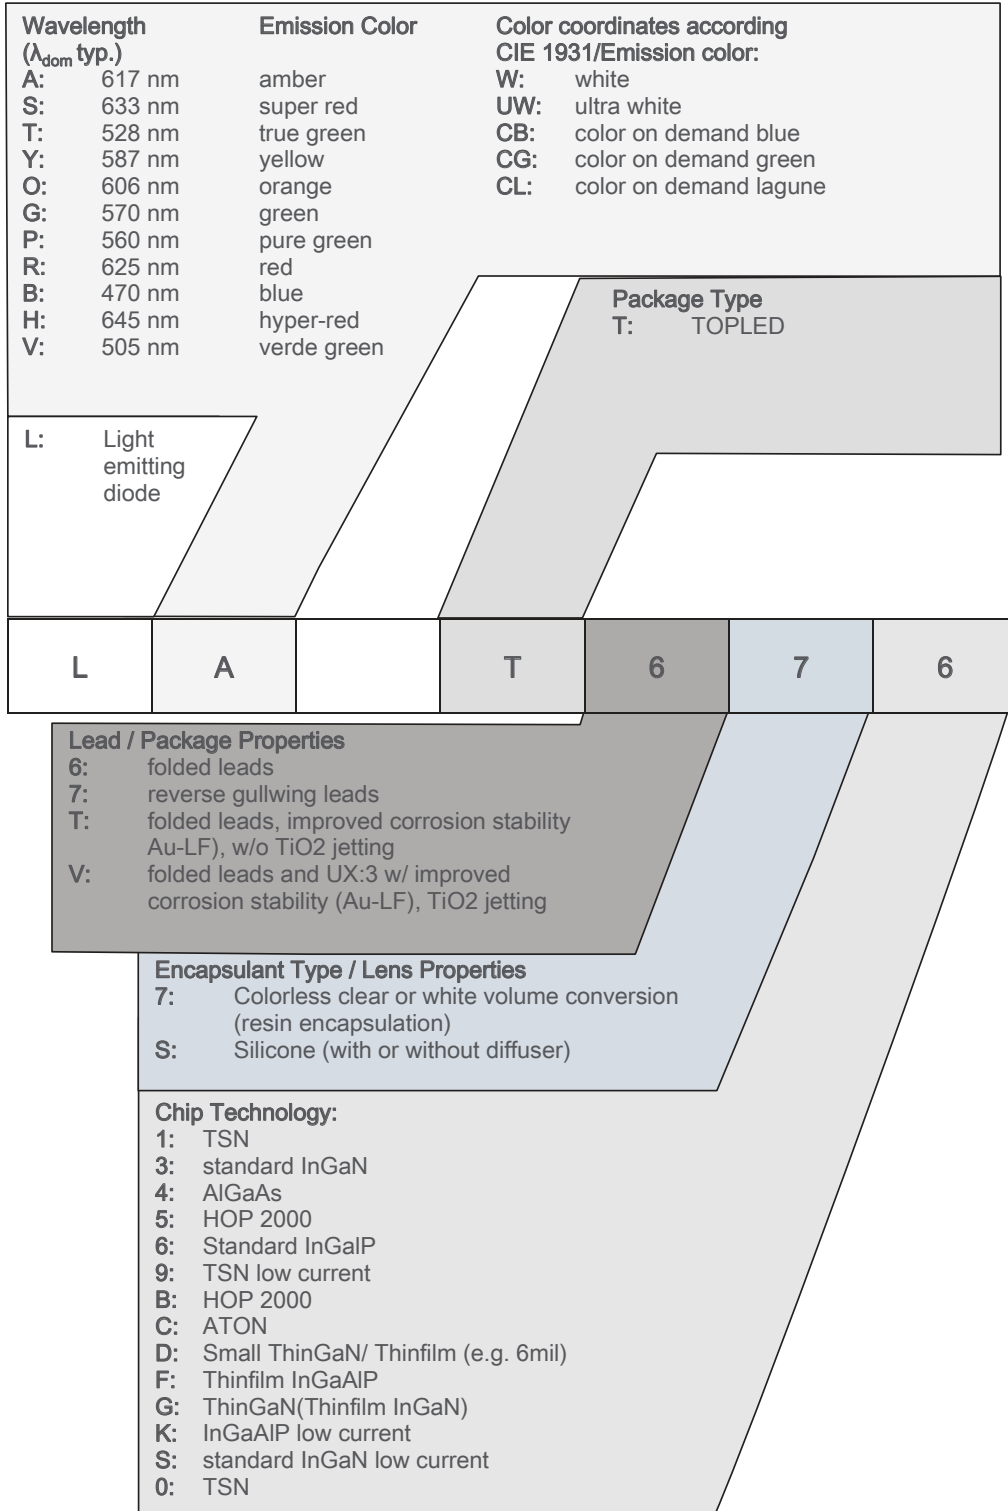 Wavelength Emission Color Color coordinates according
(λdom typ.) CIE 1931/Emission color:
A: 617 nm amber W: white
S: 633 nm super red UW: ultra white
T: 528 nm true green CB: color on demand blue
Y: 587 nm yellow CG: color on demand green
O: 606 nm orange CL: color on demand lagune
G: 570 nm green
P: 560 nm pure green
R: 625 nm red
B: 470 nm blue
H: 645 nm hyper-red
V: 505 nm verde green
Package Type
T: TOPLED
L: Light
emitting
diode
L A T 6 7 6
Lead / Package Properties
6: folded leads
7: reverse gullwing leads
T: folded leads, improved corrosion stability
Au-LF), w/o TiO2 jetting
V: folded leads and UX:3 w/ improved
corrosion stability (Au-LF), TiO2 jetting
Encapsulant Type / Lens Properties
7: Colorless clear or white volume conversion
(resin encapsulation)
S: Silicone (with or without diffuser)
Chip Technology:
1: TSN
3: standard InGaN
4: AlGaAs
5: HOP 2000
6: Standard InGalP
9: TSN low current
B: HOP 2000
C: ATON
D: Small ThinGaN/ Thinfilm (e.g. 6mil)
F: Thinfilm InGaAlP
G: ThinGaN(Thinfilm InGaN)
K: InGaAlP low current
S: standard InGaN low current
0: TSN